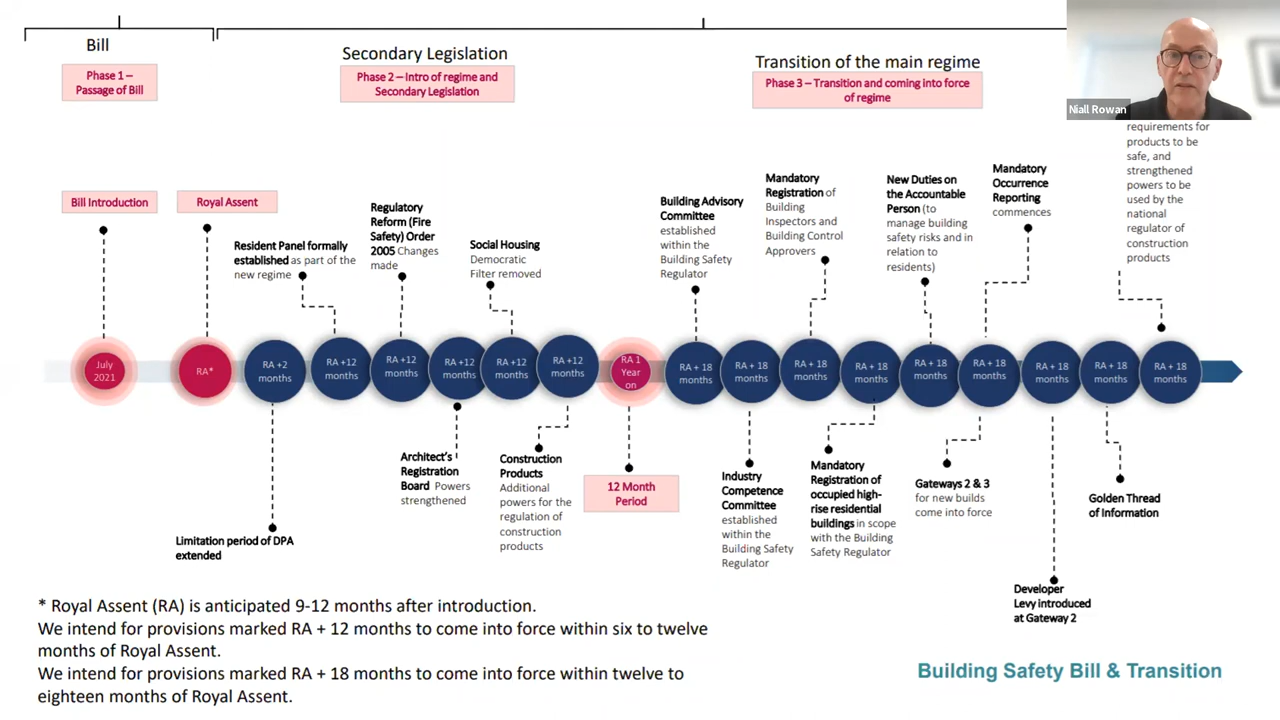 Bill
Secondary Legislation
Transition of the main regime
Phase 1 –
Passage of Bill
Phase 2 – Intro of regime and
Secondary Legislation
Phase 3 – Transition and coming into force
of regime
Niall Rowan
Bill Introduction
Royal Assent
Resident Panel formally
established as part of the
new regime
Regulatory
Reform (Fire
Safety) Order
2005 Changes
made
Social Housing
Democratic
Filter removed
Building Advisory
Committee
established
within the
Building Safety
Regulator
Mandatory
Registration of
Building
Inspectors and
Building Control
Approvers
New Duties on
the Accountable
Person (to
manage building
safety risks and in
relation to
residents)
Mandatory
Occurrence
Reporting
commences
requirements for
products to be
safe, and
strengthened
powers to be
used by the
national
regulator of
construction
products
July
2021
RA*
RA +2
months
RA +12
months
RA +12
months
RA +12
months
RA +12
months
RA +12
months
RA 1
Year
on
RA + 18
months
RA + 18
months
RA + 18
months
RA + 18
months
RA + 18
months
RA + 18
months
RA + 18
months
RA + 18
months
RA + 18
months
Limitation period of DPA
extended
Architect's
Registration
Board Powers
strengthened
Construction
Products
Additional
powers for the
regulation of
construction
products
12 Month
Period
Industry
Competence
Committee
established
within the
Building Safety
Regulator
Mandatory
Registration of
occupied high-
rise residential
buildings in scope
with the Building
Safety Regulator
Gateways 2 & 3
for new builds
come into force
Developer
Levy introduced
at Gateway 2
Golden Thread
of Information
* Royal Assent (RA) is anticipated 9-12 months after introduction.
We intend for provisions marked RA + 12 months to come into force within six to twelve
months of Royal Assent.
We intend for provisions marked RA + 18 months to come into force within twelve to
eighteen months of Royal Assent.
Building Safety Bill & Transition